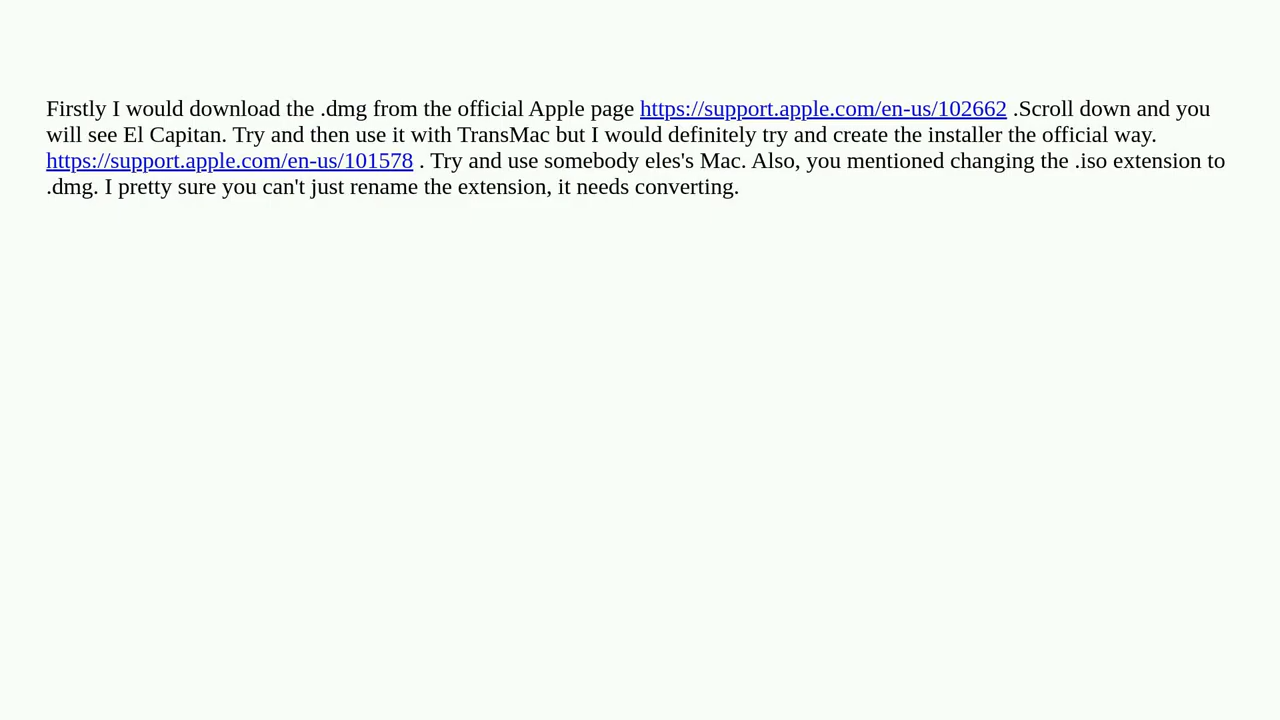 Firstly I would download the .dmg from the official Apple page https://support.apple.com/en-us/102662 .Scroll down and you
will see El Capitan. Try and then use it with TransMac but I would definitely try and create the installer the official way.
https://support.apple.com/en-us/101578 . Try and use somebody eles's Mac. Also, you mentioned changing the .iso extension to
.dmg. I pretty sure you can't just rename the extension, it needs converting.